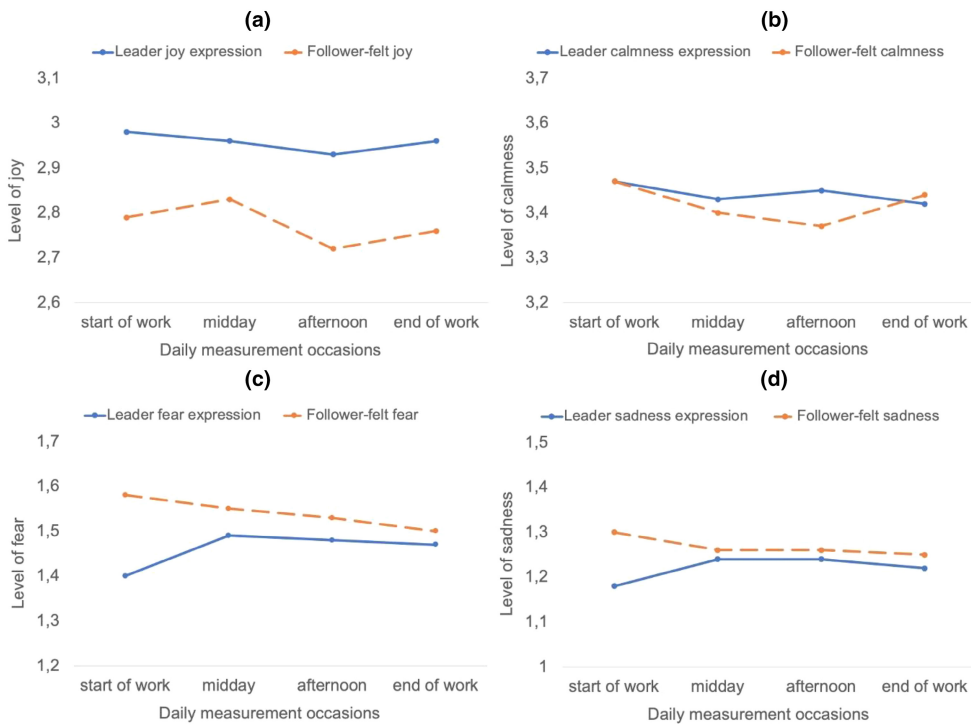 (a)
Leader joy expression Follower-felt joy
3,1
3
2,9
2,8
2,7
2,6
Level of joy
start of work midday afternoon end of work
Daily measurement occasions
(b)
Leader calmness expression Follower-felt calmness
3,7
3,6
3,5
3,4
3,3
3,2
Level of calmness
start of work midday afternoon end of work
Daily measurement occasions
(c)
Leader fear expression Follower-felt fear
1,7
1,6
1,5
1,4
1,3
1,2
Level of fear
start of work midday afternoon end of work
Daily measurement occasions
(d)
Leader sadness expression Follower-felt sadness
1,5
1,4
1,3
1,2
1,1
1
Level of sadness
start of work midday afternoon end of work
Daily measurement occasions